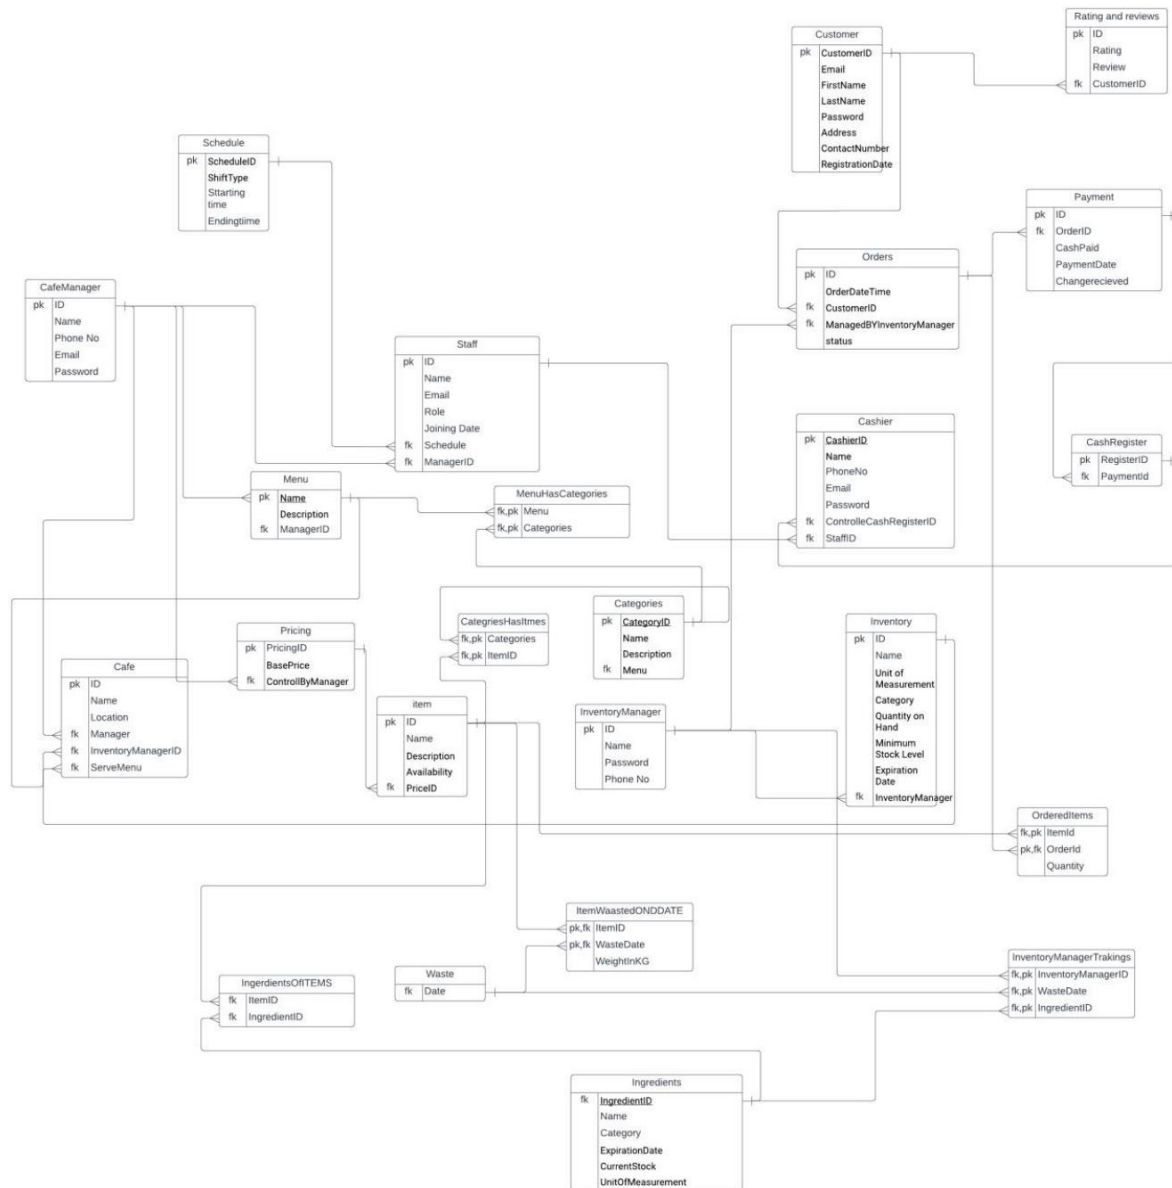 Rating and reviews
pk ID
Rating
Review
fk CustomerID
Customer
pk CustomerID
Email
FirstName
LastName
Password
Address
ContactNumber
RegistrationDate
Schedule
pk ScheduleID
ShiftType
Sttarting
time
Endingtiime
Payment
pk ID
fk OrderID
CashPaid
PaymentDate
Changerecieved
Orders
pk ID
OrderDateTime
fk CustomerID
fk ManagedBYInventoryManager
status
CafeManager
pk ID
Name
Phone No
Email
Password
Staff
pk ID
Name
Email
Role
Joining Date
fk Schedule
fk ManagerID
Cashier
pk CashierID
Name
PhoneNo
Email
Password
fk ControlleCashRegisterID
fk StaffID
CashRegister
pk RegisterID
fk PaymentId
Menu
pk Name
Description
fk ManagerID
MenuHasCategories
fk,pk Menu
fk,pk Categories
Categories
pk CategoryID
Name
Description
fk Menu
CategriesHasItmes
fk,pk Categories
fk,pk ItemID
Inventory
pk ID
Name
Unit of
Measurement
Category
Quantity on
Hand
Minimum
Stock Level
Expiration
Date
fk InventoryManager
Pricing
pk PricingID
BasePrice
fk ControllByManager
Cafe
pk ID
Name
Location
fk Manager
fk InventoryManagerID
fk ServeMenu
item
pk ID
Name
Description
Availability
fk PriceID
InventoryManager
pk ID
Name
Password
Phone No
OrderedItems
fk,pk ItemId
pk,fk OrderId
Quantity
ItemWaastedONDDATE
pk,fk ItemID
pk,fk WasteDate
WeightInKG
Waste
fk Date
IngerdientsOfITEMS
fk ItemID
fk IngredientID
InventoryManagerTrakings
fk,pk InventoryManagerID
fk,pk WasteDate
fk,pk IngredientID
Ingredients
fk IngredientID
Name
Category
ExpirationDate
CurrentStock
UnitOfMeasurement